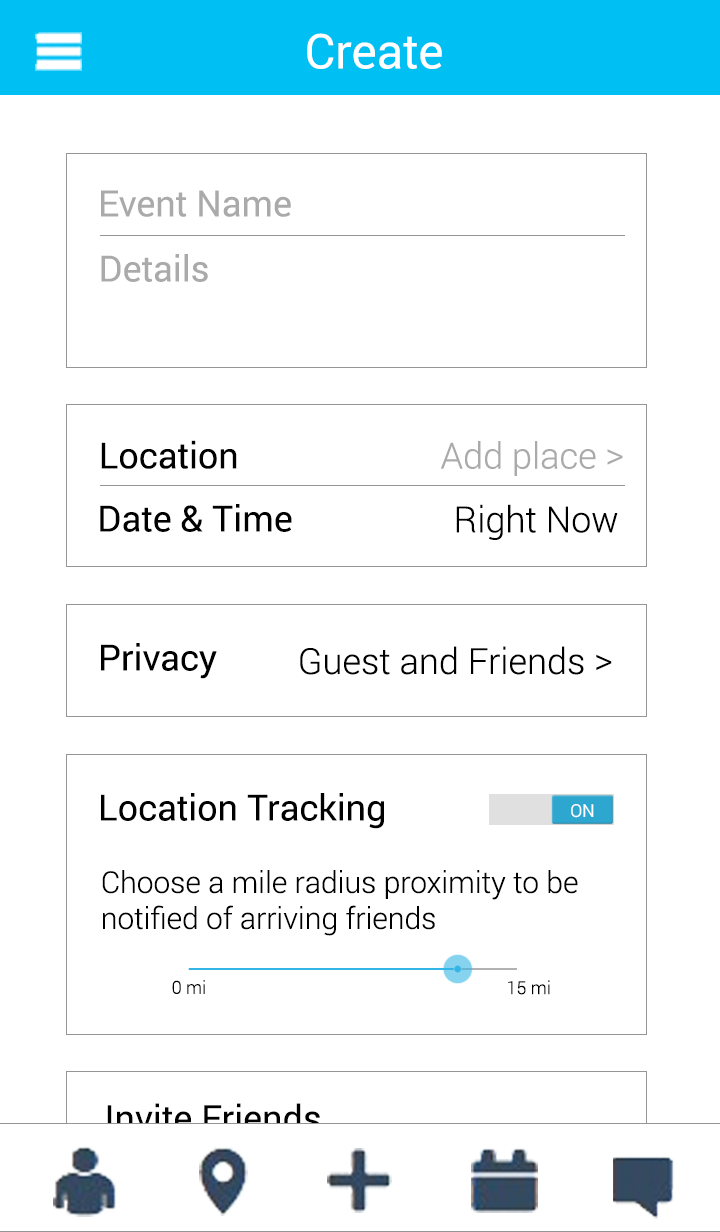 Create
Event Name
Details
Location Add place >
Date & Time Right Now
Privacy Guest and Friends >
Location Tracking ON
Choose a mile radius proximity to be
notified of arriving friends
0 mi 15 mi
Invite Friends